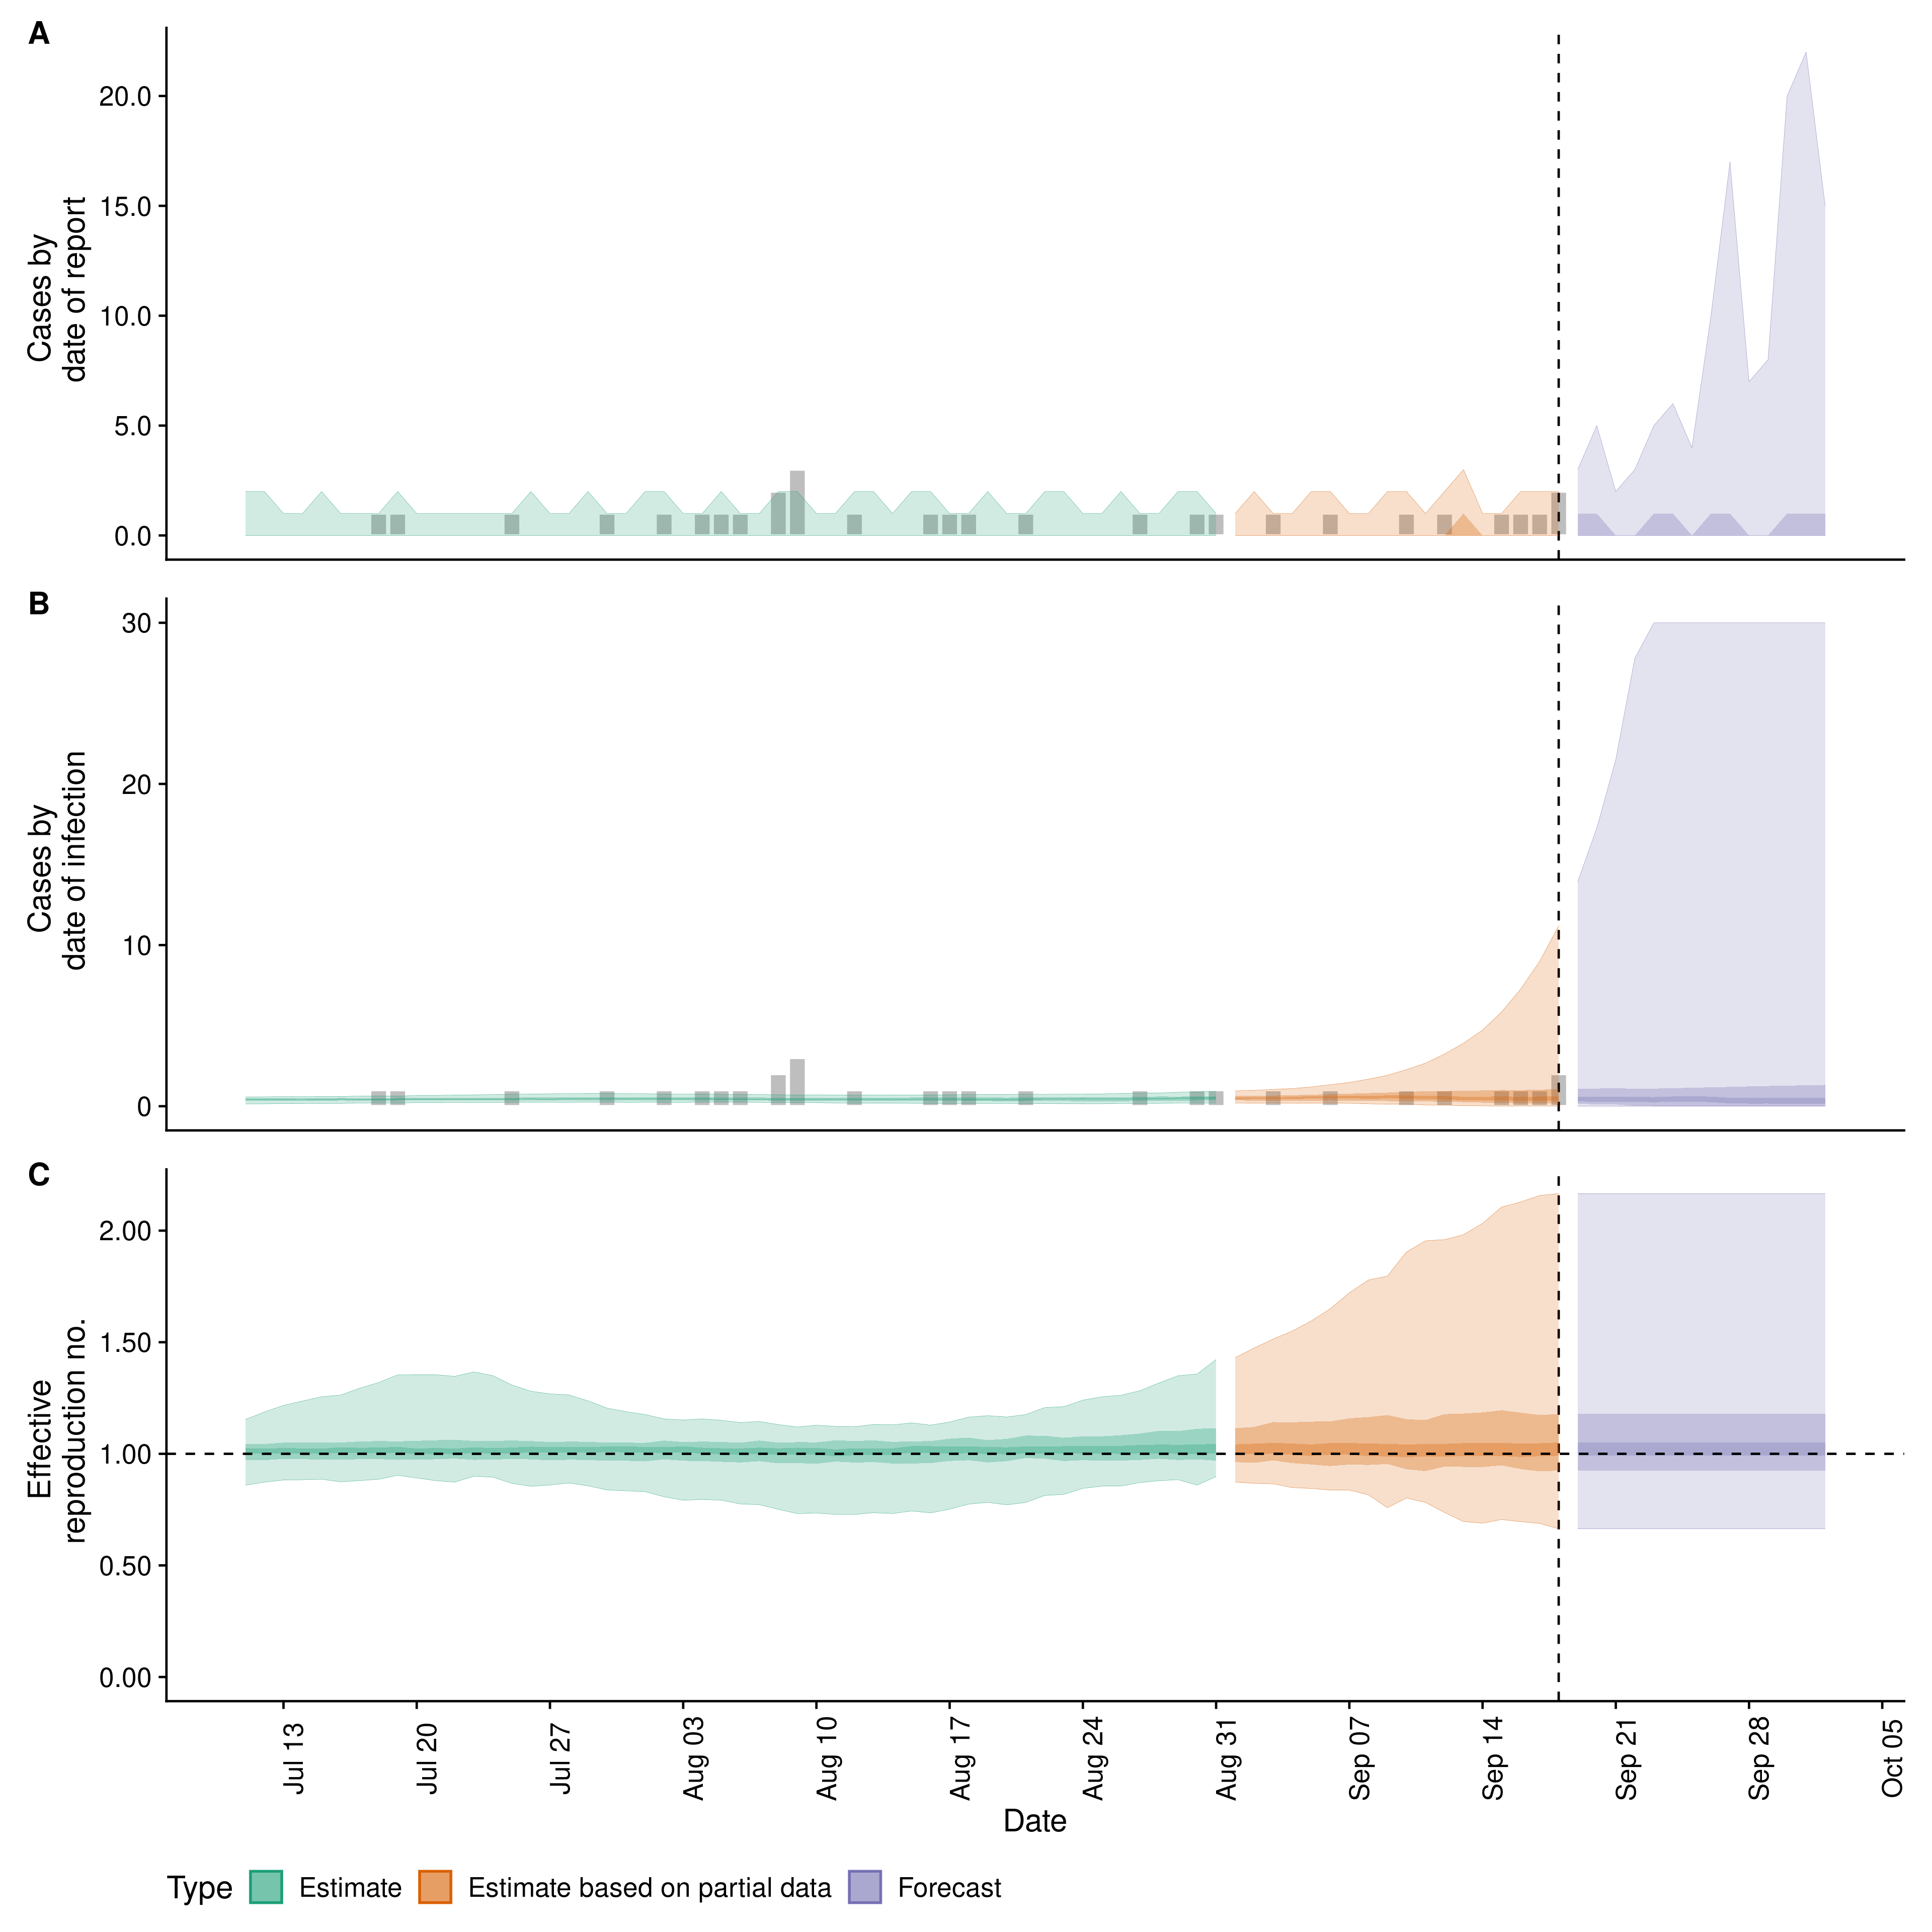 A
Cases by
date of report
20.0
15.0
10.0
5.0
0.0
B
Cases by
date of infection
30
20
10
0
C
Effective
reproduction no.
2.00
1.50
1.00
0.50
0.00
Jul 13
Jul 20
Jul 27
Aug 03
Aug 10
Aug 17
Aug 24
Aug 31
Sep 07
Sep 14
Sep 21
Sep 28
Oct 05
Date
Type Estimate Estimate based on partial data Forecast